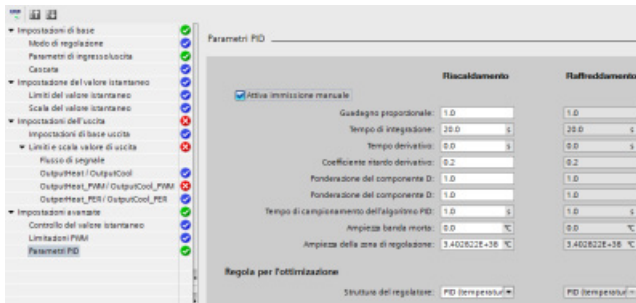 Impostazioni di base
Modo di regolazione
Parametri di ingresso/uscita
Cascata
Impostazione del valore istantaneo
Limiti del valore istantaneo
Scala del valore istantaneo
Impostazioni dell'uscita
Impostazioni di base uscita
Limiti e scala valore di uscita
Flusso di segnale
OutputHeat / OutputCool
OutputHeat_PWM / OutputCool_PWM
OutputHeat_PER / OutputCool_PER
Impostazioni avanzate
Controllo del valore istantaneo
Limitazioni PWM
Parametri PID
Parametri PID
Riscaldamento Raffreddamento
Attiva immissione manuale
Guadagno proporzionale: 1.0 1.0
Tempo di integrazione: 20.0 s 20.0 s
Tempo derivativo: 0.0 s 0.0 s
Coefficiente ritardo derivativo: 0.2 0.2
Ponderazione del componente D: 1.0 1.0
Ponderazione del componente D: 1.0 1.0
Tempo di campionamento dell'algoritmo PID: 1.0 s 1.0 s
Ampiezza banda morta: 0.0 °C 0.0 °C
Ampiezza della zona di regolazione: 3.402822E+38 °C 3.402822E+38 °C
Regola per l'ottimizzazione
Struttura del regolatore: PID (temperatur PID (temperatur